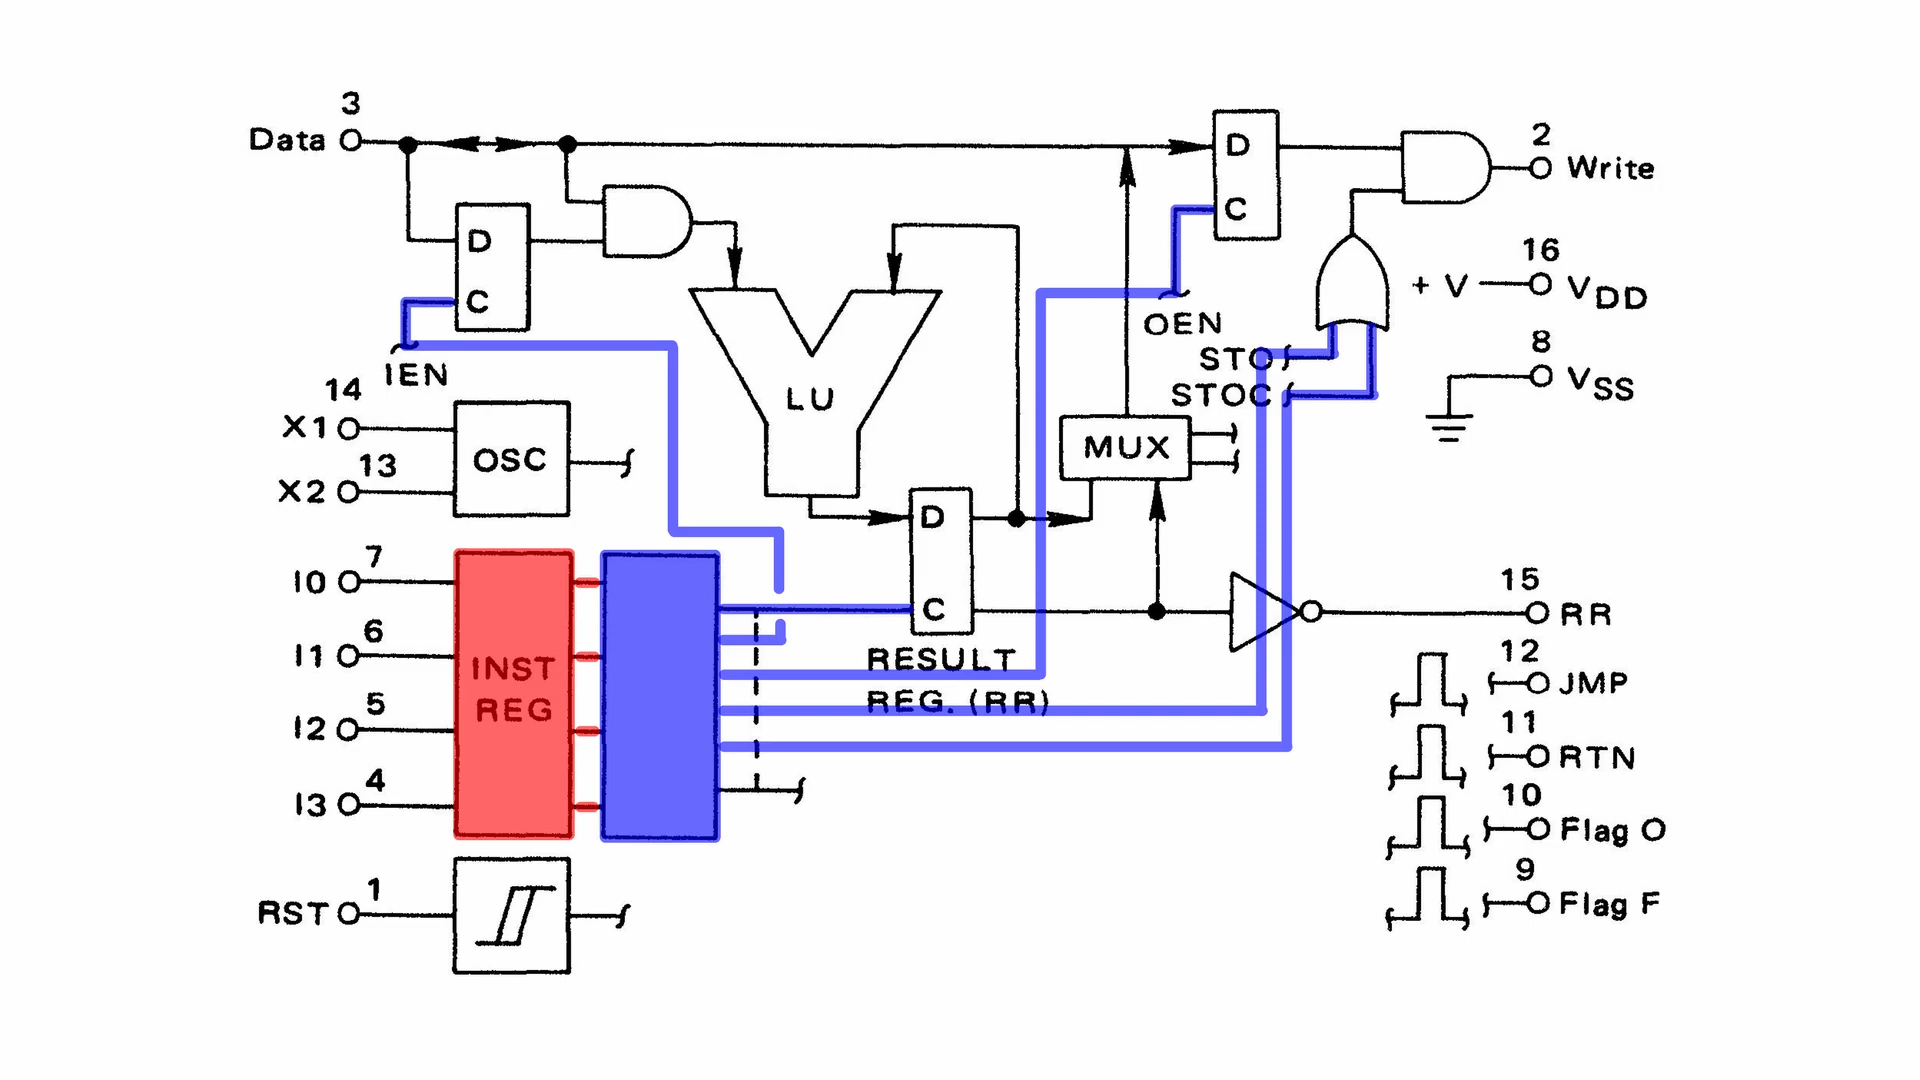 3
Data
D
C
IEN
14
X1
13
X2
OSC
7
I0
6
I1
5
I2
4
I3
INST
REG
1
RST
LU
D
C
RESULT
REG. (RR)
MUX
D
C
OEN
STO
STOC
2
Write
16
+ V
VDD
8
VSS
15
RR
12
JMP
11
RTN
10
Flag O
9
Flag F